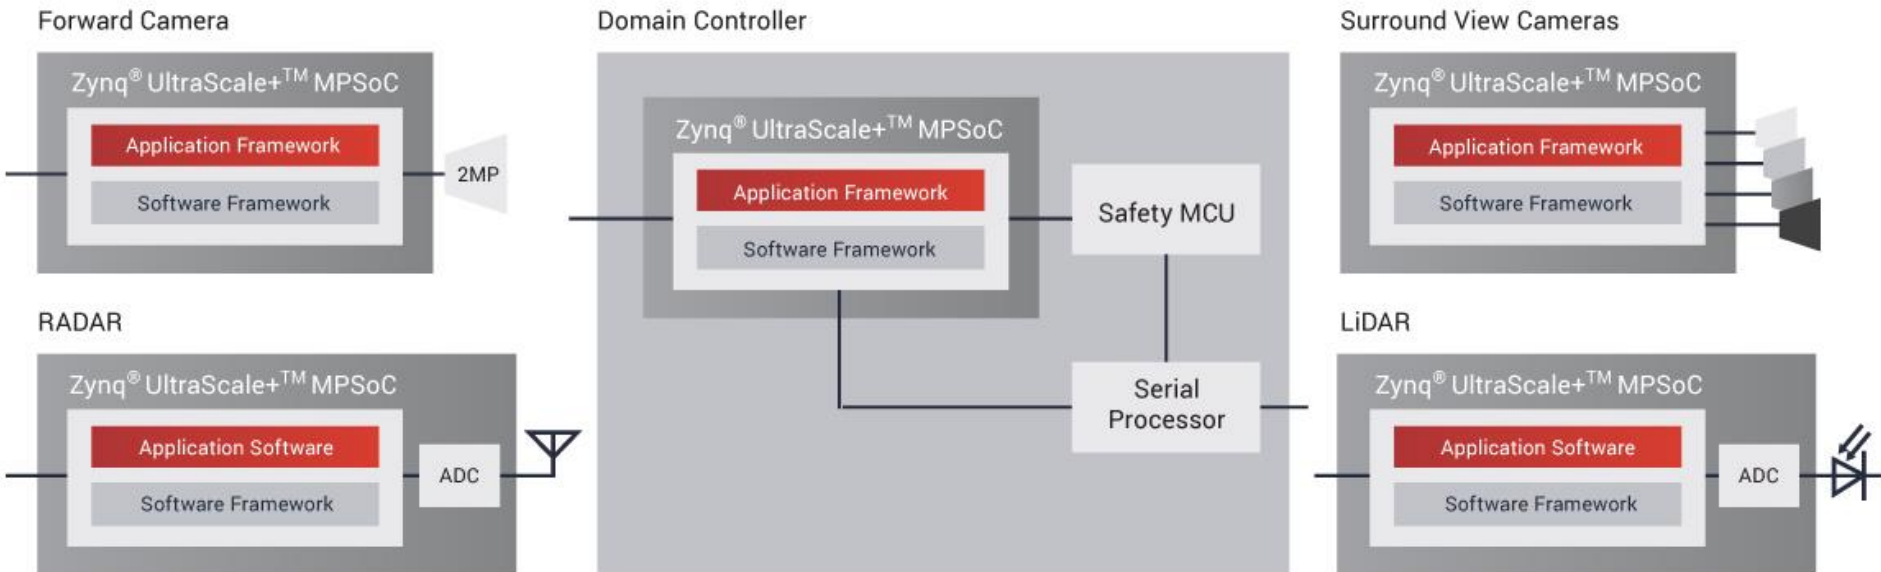 Forward Camera
Zynq® UltraScale+™ MPSoC
Application Framework
Software Framework
2MP
RADAR
Zynq® UltraScale+™ MPSoC
Application Software
Software Framework
ADC
Domain Controller
Zynq® UltraScale+™ MPSoC
Application Framework
Software Framework
Safety MCU
Serial
Processor
Surround View Cameras
Zynq® UltraScale+™ MPSoC
Application Framework
Software Framework
LiDAR
Zynq® UltraScale+™ MPSoC
Application Software
Software Framework
ADC